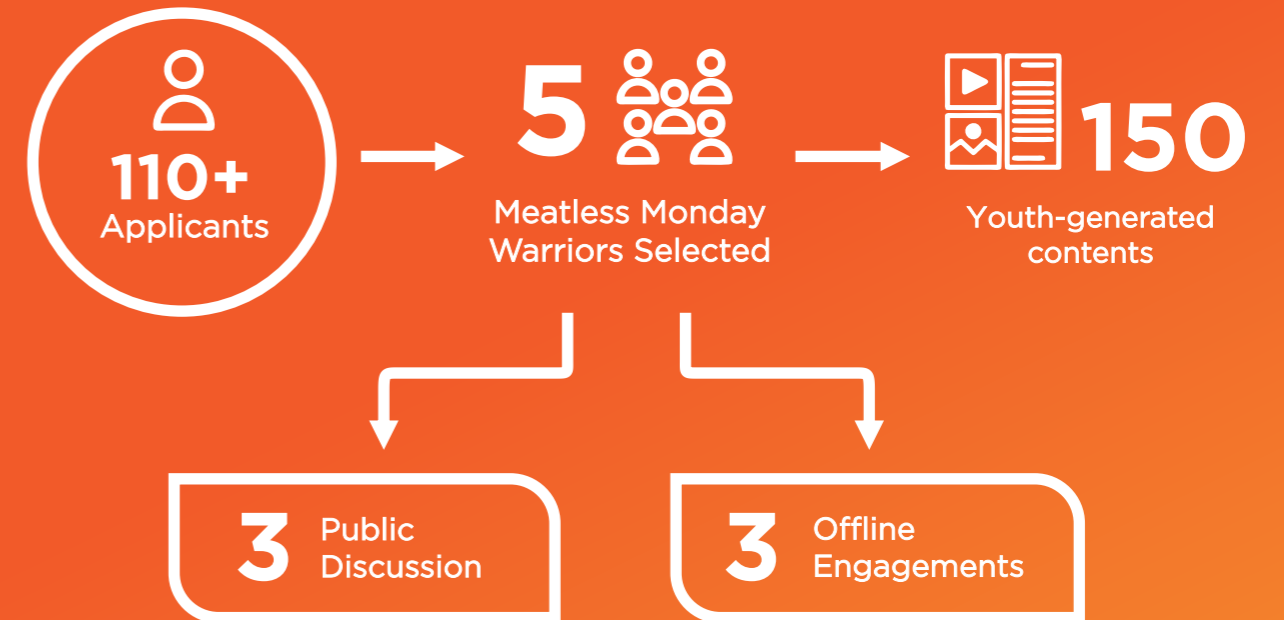 110+
Applicants
5
Meatless Monday
Warriors Selected
150
Youth-generated
contents
3
Public
Discussion
3
Offline
Engagements